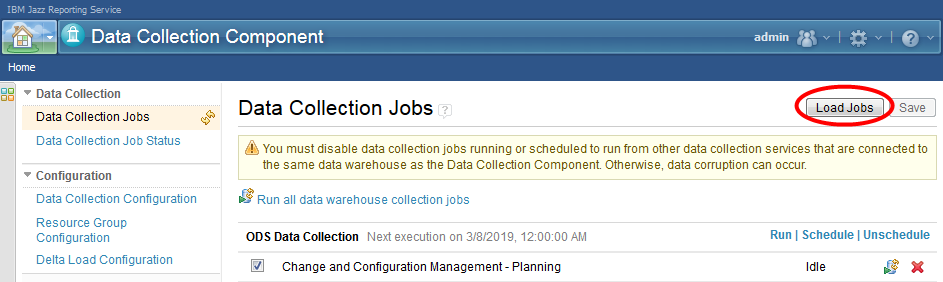 IBM Jazz Reporting Service
Data Collection Component
admin
Home
Data Collection
Data Collection Jobs
Data Collection Job Status
Configuration
Data Collection Configuration
Resource Group
Configuration
Delta Load Configuration
Data Collection Jobs
Load Jobs
Save
You must disable data collection jobs running or scheduled to run from other data collection services that are connected to
the same data warehouse as the Data Collection Component. Otherwise, data corruption can occur.
Run all data warehouse collection jobs
ODS Data Collection Next execution on 3/8/2019, 12:00:00 AM Run | Schedule | Unschedule
Change and Configuration Management - Planning Idle